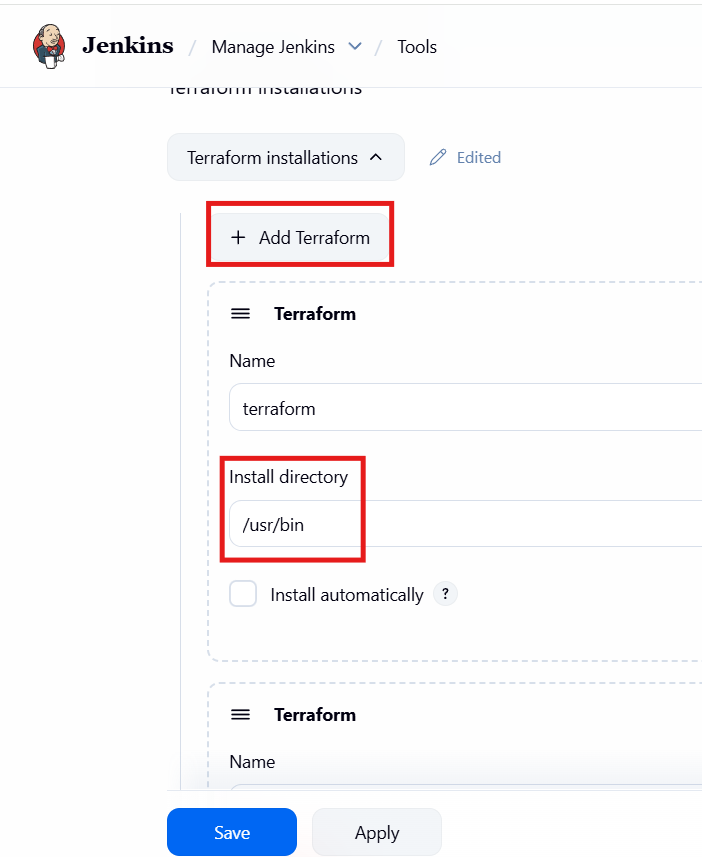 Jenkins / Manage Jenkins / Tools
Terraform installations
Terraform installations Edited
+ Add Terraform
Terraform
Name
terraform
Install directory
/usr/bin
Install automatically ?
Terraform
Name
Save Apply